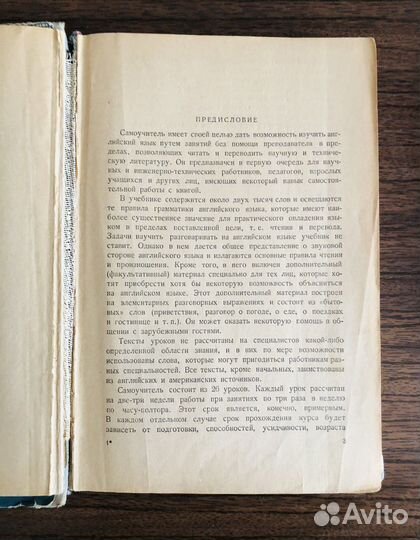 ПРЕДИСЛОВИЕ
Самоучитель имеет своей целью дать возможность изучить анг-
лийский язык путем занятий без помощи преподавателя в пре-
делах, позволяющих читать и переводить научную и техниче-
скую литературу. Он предназначен в первую очередь для науч-
ных и инженерно-технических работников, педагогов, взрослых
учащихся и других лиц, имеющих некоторый навык самостоя-
тельной работы с книгой.
В учебнике содержится около двух тысяч слов и освещаются
те правила грамматики английского языка, которые имеют наи-
более существенное значение для практического овладения язы-
ком в пределах поставленной цели, т. е. чтения и перевода.
Задачи научить разговаривать на английском языке учебник не
ставит. Однако в нем дается общее представление о звуковой
стороне английского языка и излагаются основные правила чтения
и произношения. Кроме того, в него включен дополнительный
(факультативный) материал специально для тех лиц, которые хо-
тят приобрести хотя бы некоторую возможность объясниться
на английском языке. Этот дополнительный материал построен
на элементарных разговорных выражениях и состоит из «быто-
вых» слов (приветствия, разговор о погоде, о еде, о поездках
в гостинице и т. п.). Он может оказать некоторую помощь в об-
щении с зарубежными гостями.
Тексты уроков не рассчитаны на специалистов какой-либо
определенной области знания, и в них по мере возможности
использованы слова, которые могут пригодиться работникам раз-
ных специальностей. Все тексты, кроме начальных, заимствованы
из английских и американских источников.
Самоучитель состоит из 26 уроков. Каждый урок рассчитан
на две-три недели работы при занятиях по три раза в неделю
по часу-полтора. Этот срок является, конечно, примерным.
В каждом отдельном случае срок прохождения курса будет
зависеть от подготовки, способностей, усидчивости, возраста
1*
3
Avito